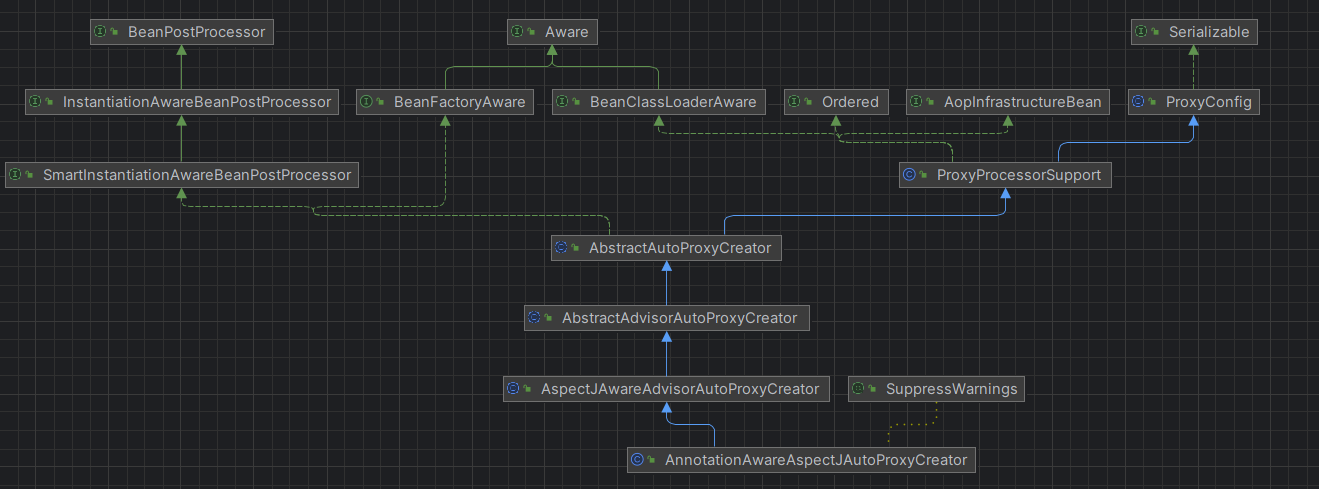 BeanPostProcessor
Aware
Serializable
InstantiationAwareBeanPostProcessor
BeanFactoryAware
BeanClassLoaderAware
Ordered
AopInfrastructureBean
ProxyConfig
SmartInstantiationAwareBeanPostProcessor
ProxyProcessorSupport
AbstractAutoProxyCreator
AbstractAdvisorAutoProxyCreator
AspectJAwareAdvisorAutoProxyCreator
SuppressWarnings
AnnotationAwareAspectJAutoProxyCreator